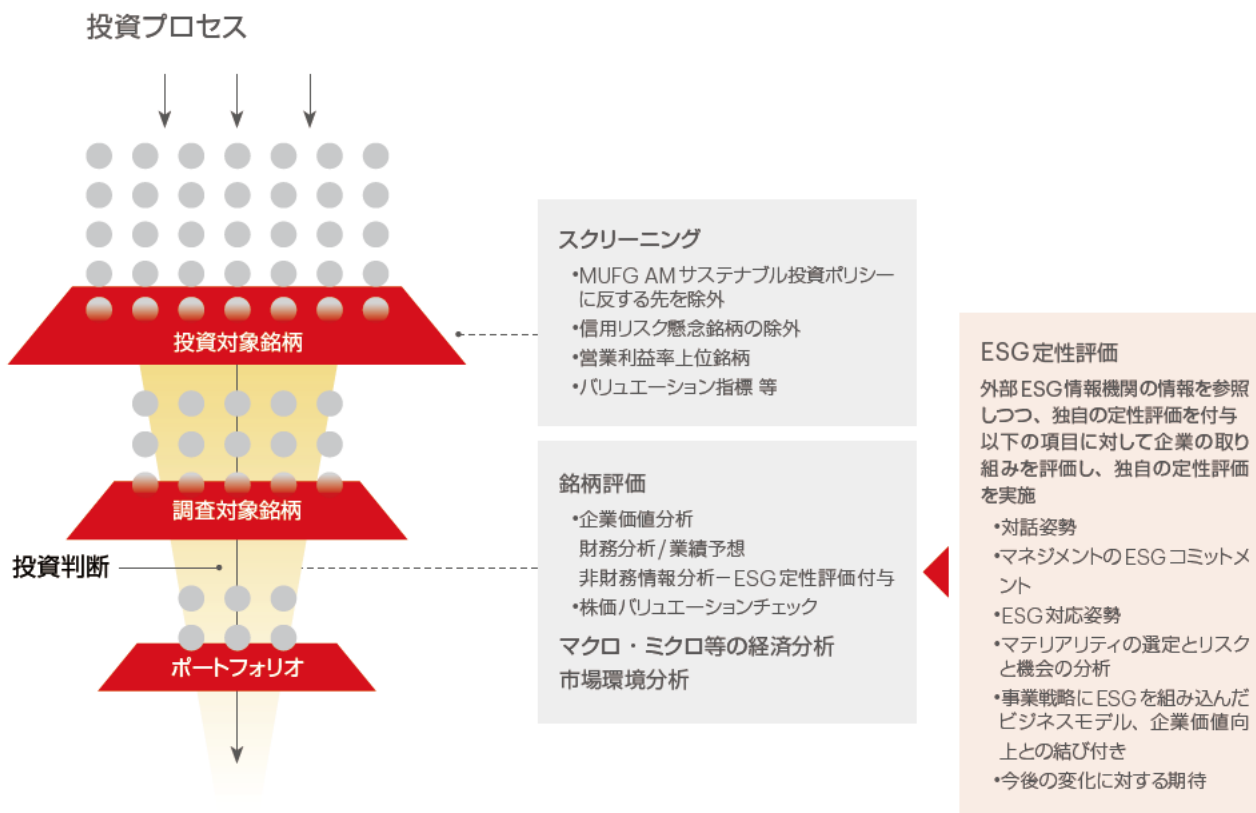 投資プロセス
投資対象銘柄
調査対象銘柄
投資判断
ポートフォリオ
スクリーニング
•MUFG AMサステナブル投資ポリシー
に反する先を除外
•信用リスク懸念銘柄の除外
•営業利益率上位銘柄
•バリュエーション指標 等
銘柄評価
•企業価値分析
財務分析/業績予想
非財務情報分析−ESG定性評価付与
•株価バリュエーションチェック
マクロ・ミクロ等の経済分析
市場環境分析
ESG定性評価
外部ESG情報機関の情報を参照
しつつ、独自の定性評価を付与
以下の項目に対して企業の取り
組みを評価し、独自の定性評価
を実施
•対話姿勢
•マネジメントのESGコミットメ
ント
•ESG対応姿勢
•マテリアリティの選定とリスク
と機会の分析
•事業戦略にESGを組み込んだ
ビジネスモデル、企業価値向
上との結び付き
•今後の変化に対する期待